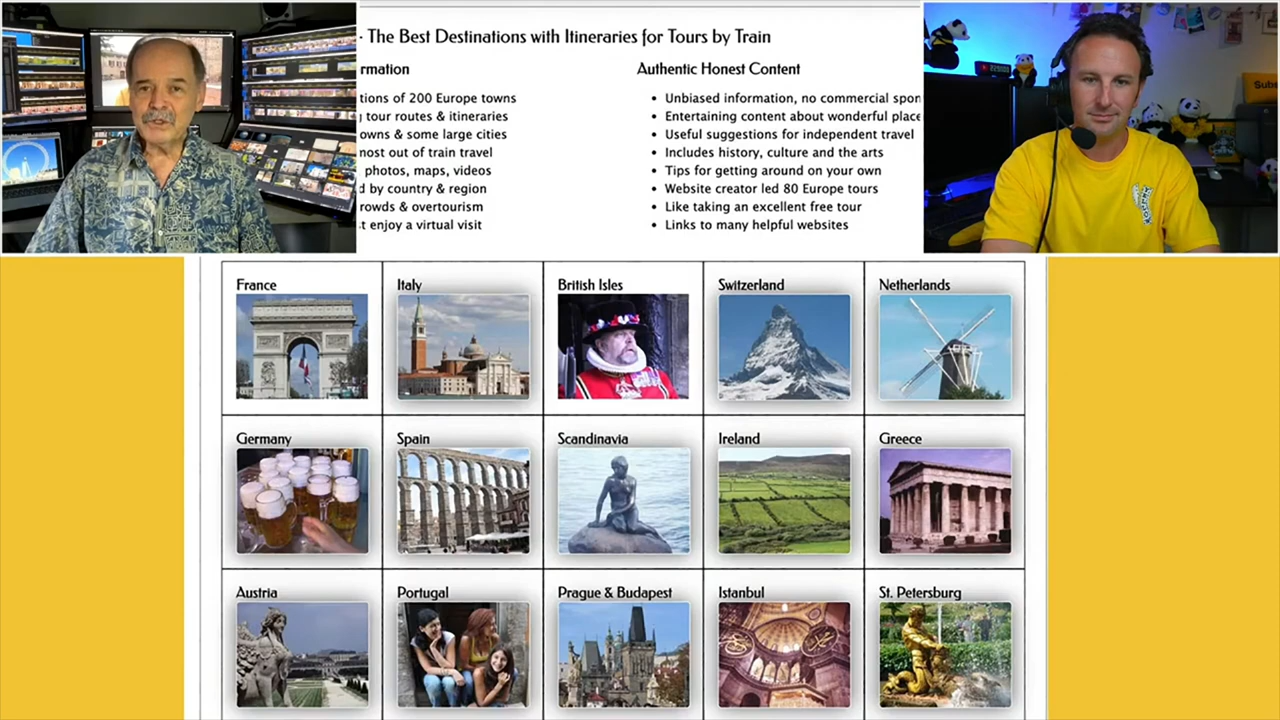 - The Best Destinations with Itineraries for Tours by Train
rmation
tions of 200 Europe towns
tour routes & itineraries
owns & some large cities
most out of train travel
photos, maps, videos
d by country & region
rowds & overtourism
t enjoy a virtual visit
Authentic Honest Content
• Unbiased information, no commercial spon
• Entertaining content about wonderful place
• Useful suggestions for independent travel
• Includes history, culture and the arts
• Tips for getting around on your own
• Website creator led 80 Europe tours
• Like taking an excellent free tour
• Links to many helpful websites
Subs
France
Italy
British Isles
Switzerland
Netherlands
Germany
Spain
Scandinavia
Ireland
Greece
Austria
Portugal
Prague & Budapest
Istanbul
St. Petersburg